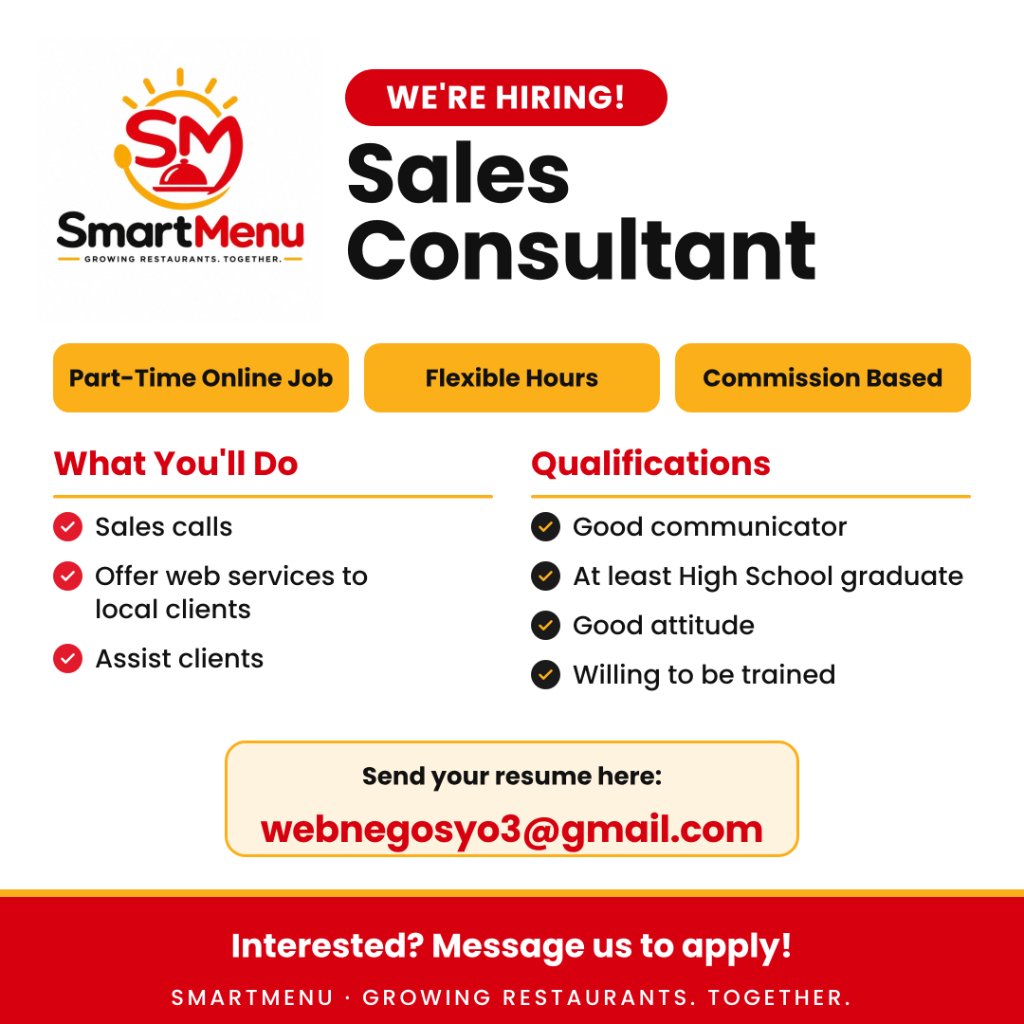 SM
SmartMenu
GROWING RESTAURANTS. TOGETHER.
WE'RE HIRING!
Sales
Consultant
Part-Time Online Job
Flexible Hours
Commission Based
What You'll Do
Sales calls
Offer web services to
local clients
Assist clients
Qualifications
Good communicator
At least High School graduate
Good attitude
Willing to be trained
Send your resume here:
webnegosyo3@gmail.com
Interested? Message us to apply!
SMARTMENU · GROWING RESTAURANTS. TOGETHER.